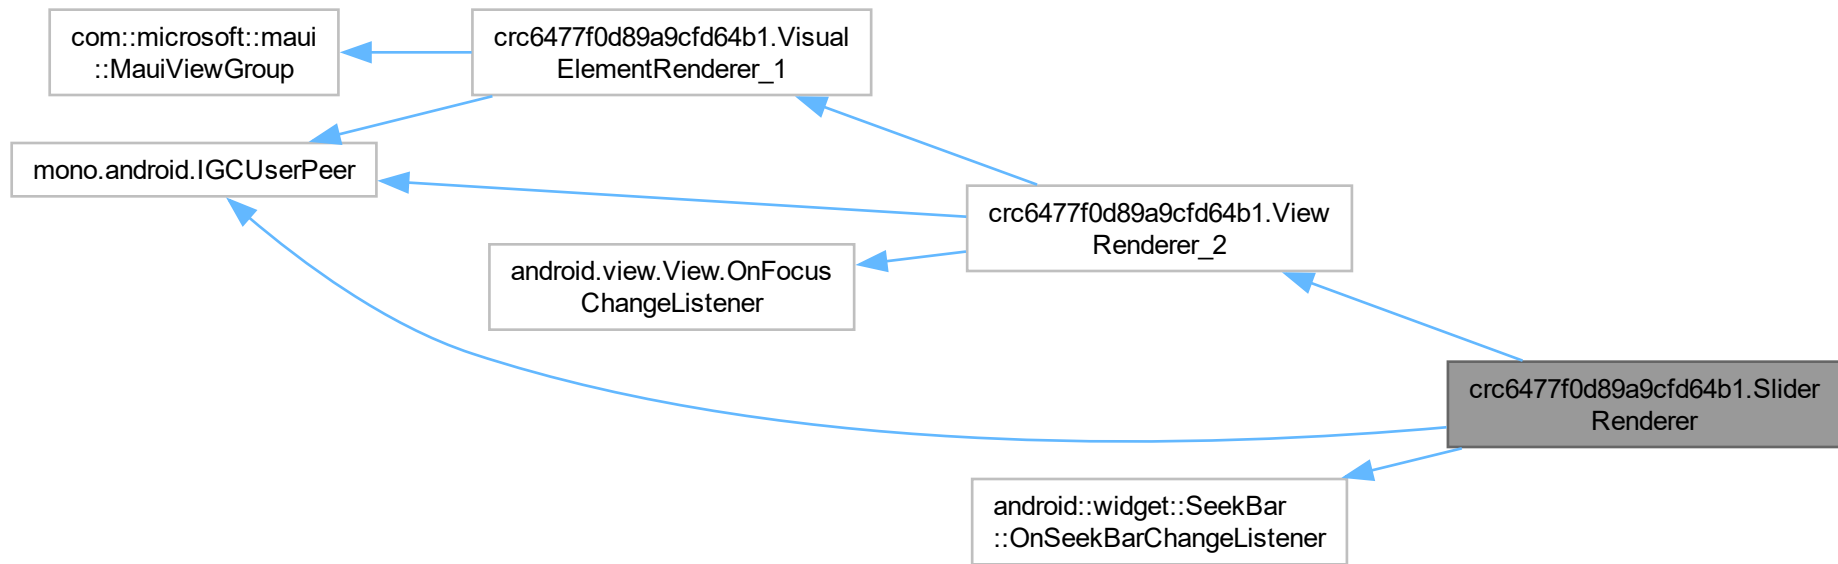 com::microsoft::maui
::MauiViewGroup
crc6477f0d89a9cfd64b1.Visual
ElementRenderer_1
mono.android.IGCUserPeer
crc6477f0d89a9cfd64b1.View
Renderer_2
android.view.View.OnFocus
ChangeListener
crc6477f0d89a9cfd64b1.Slider
Renderer
android::widget::SeekBar
::OnSeekBarChangeListener